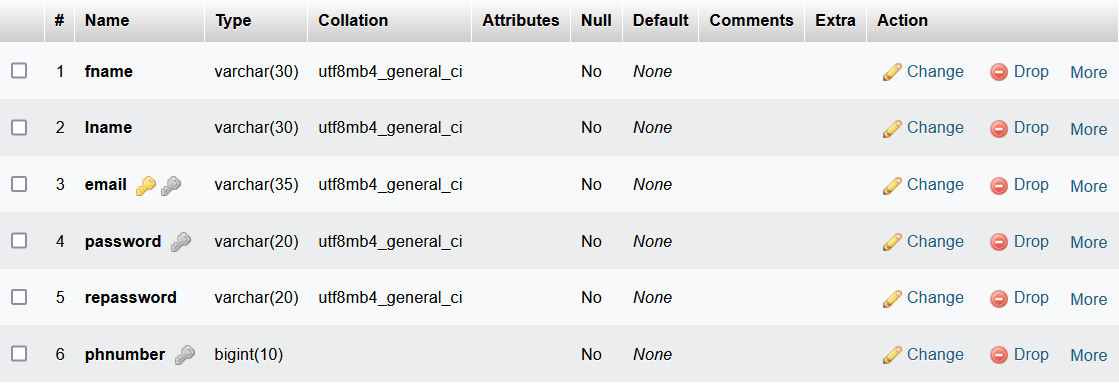 # Name Type Collation Attributes Null Default Comments Extra Action
1 fname varchar(30) utf8mb4_general_ci No None Change Drop More
2 lname varchar(30) utf8mb4_general_ci No None Change Drop More
3 email varchar(35) utf8mb4_general_ci No None Change Drop More
4 password varchar(20) utf8mb4_general_ci No None Change Drop More
5 repassword varchar(20) utf8mb4_general_ci No None Change Drop More
6 phnumber bigint(10) No None Change Drop More